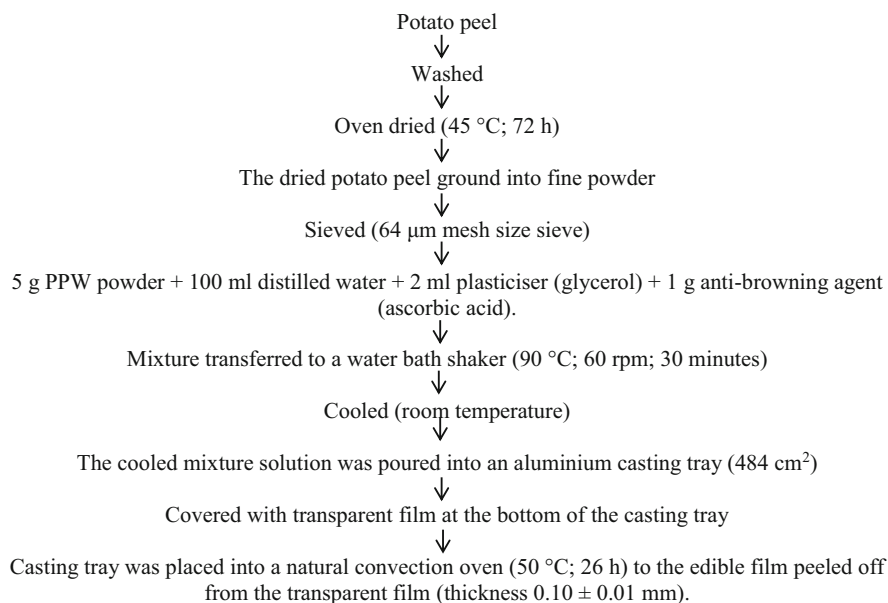 Potato peel
Washed
Oven dried (45 °C; 72 h)
The dried potato peel ground into fine powder
Sieved (64 μm mesh size sieve)
5 g PPW powder + 100 ml distilled water + 2 ml plasticiser (glycerol) + 1 g anti-browning agent
(ascorbic acid).
Mixture transferred to a water bath shaker (90 °C; 60 rpm; 30 minutes)
Cooled (room temperature)
The cooled mixture solution was poured into an aluminium casting tray (484 cm²)
Covered with transparent film at the bottom of the casting tray
Casting tray was placed into a natural convection oven (50 °C; 26 h) to the edible film peeled off
from the transparent film (thickness 0.10 ± 0.01 mm).